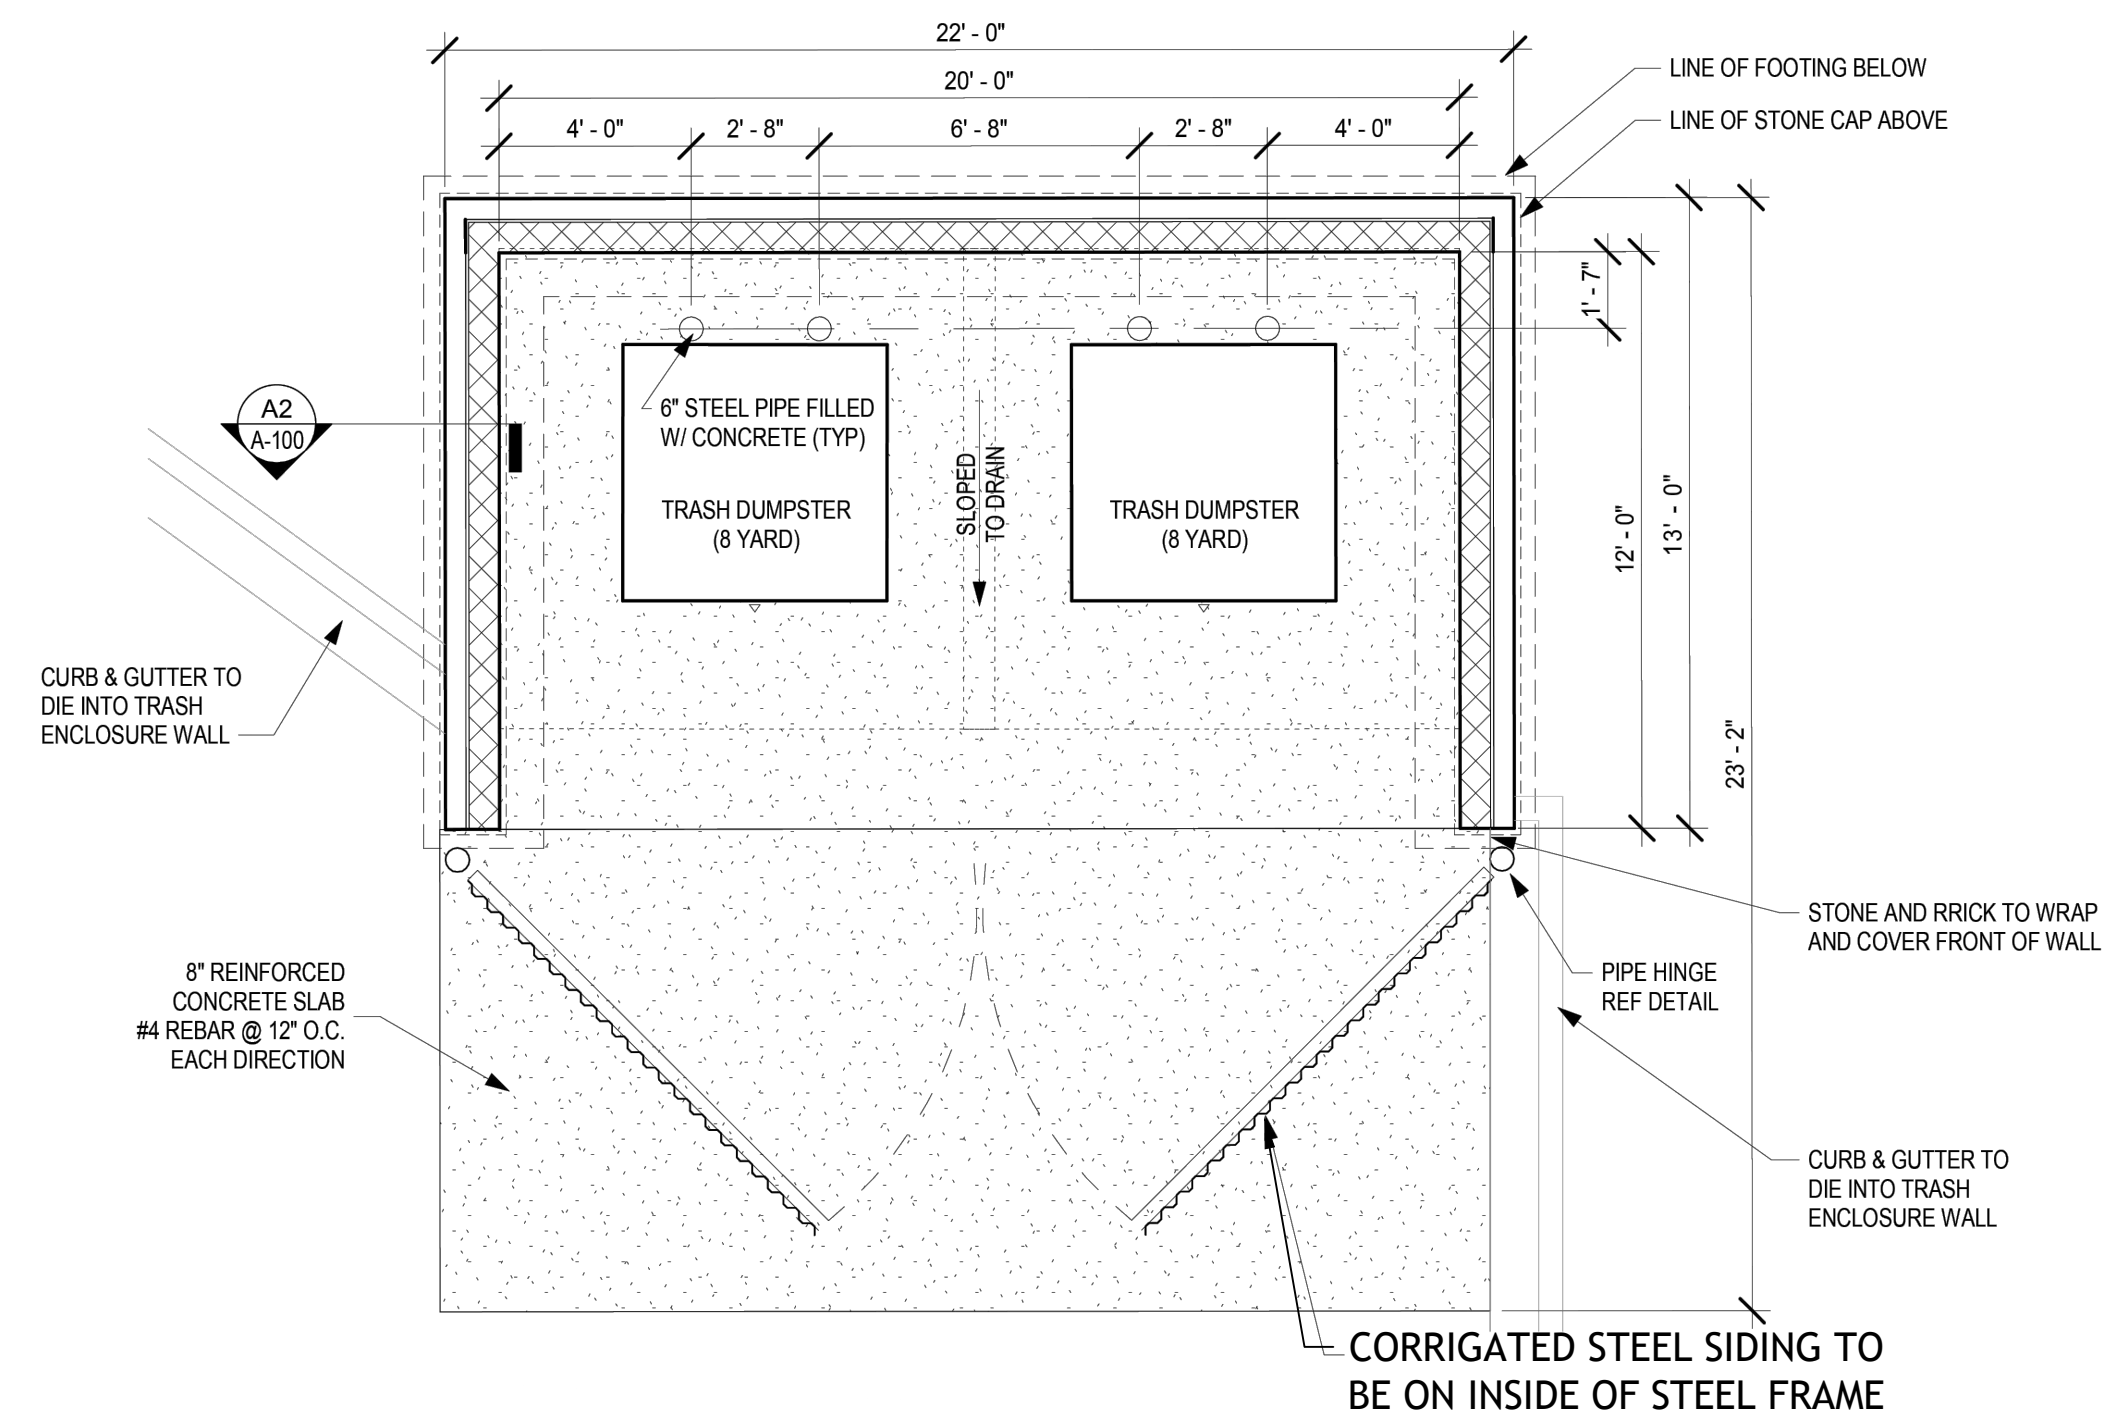 22' - 0"
20' - 0"
4' - 0"
2' - 8"
6' - 8"
2' - 8"
4' - 0"
LINE OF FOOTING BELOW
LINE OF STONE CAP ABOVE
1' - 7"
A2
A-100
6" STEEL PIPE FILLED
W/ CONCRETE (TYP)
TRASH DUMPSTER
(8 YARD)
SLOPED
TO DRAIN
TRASH DUMPSTER
(8 YARD)
12' - 0"
13' - 0"
23' - 2"
CURB & GUTTER TO
DIE INTO TRASH
ENCLOSURE WALL
STONE AND RRICK TO WRAP
AND COVER FRONT OF WALL
8" REINFORCED
CONCRETE SLAB
#4 REBAR @ 12" O.C.
EACH DIRECTION
PIPE HINGE
REF DETAIL
CURB & GUTTER TO
DIE INTO TRASH
ENCLOSURE WALL
CORRIGATED STEEL SIDING TO
BE ON INSIDE OF STEEL FRAME